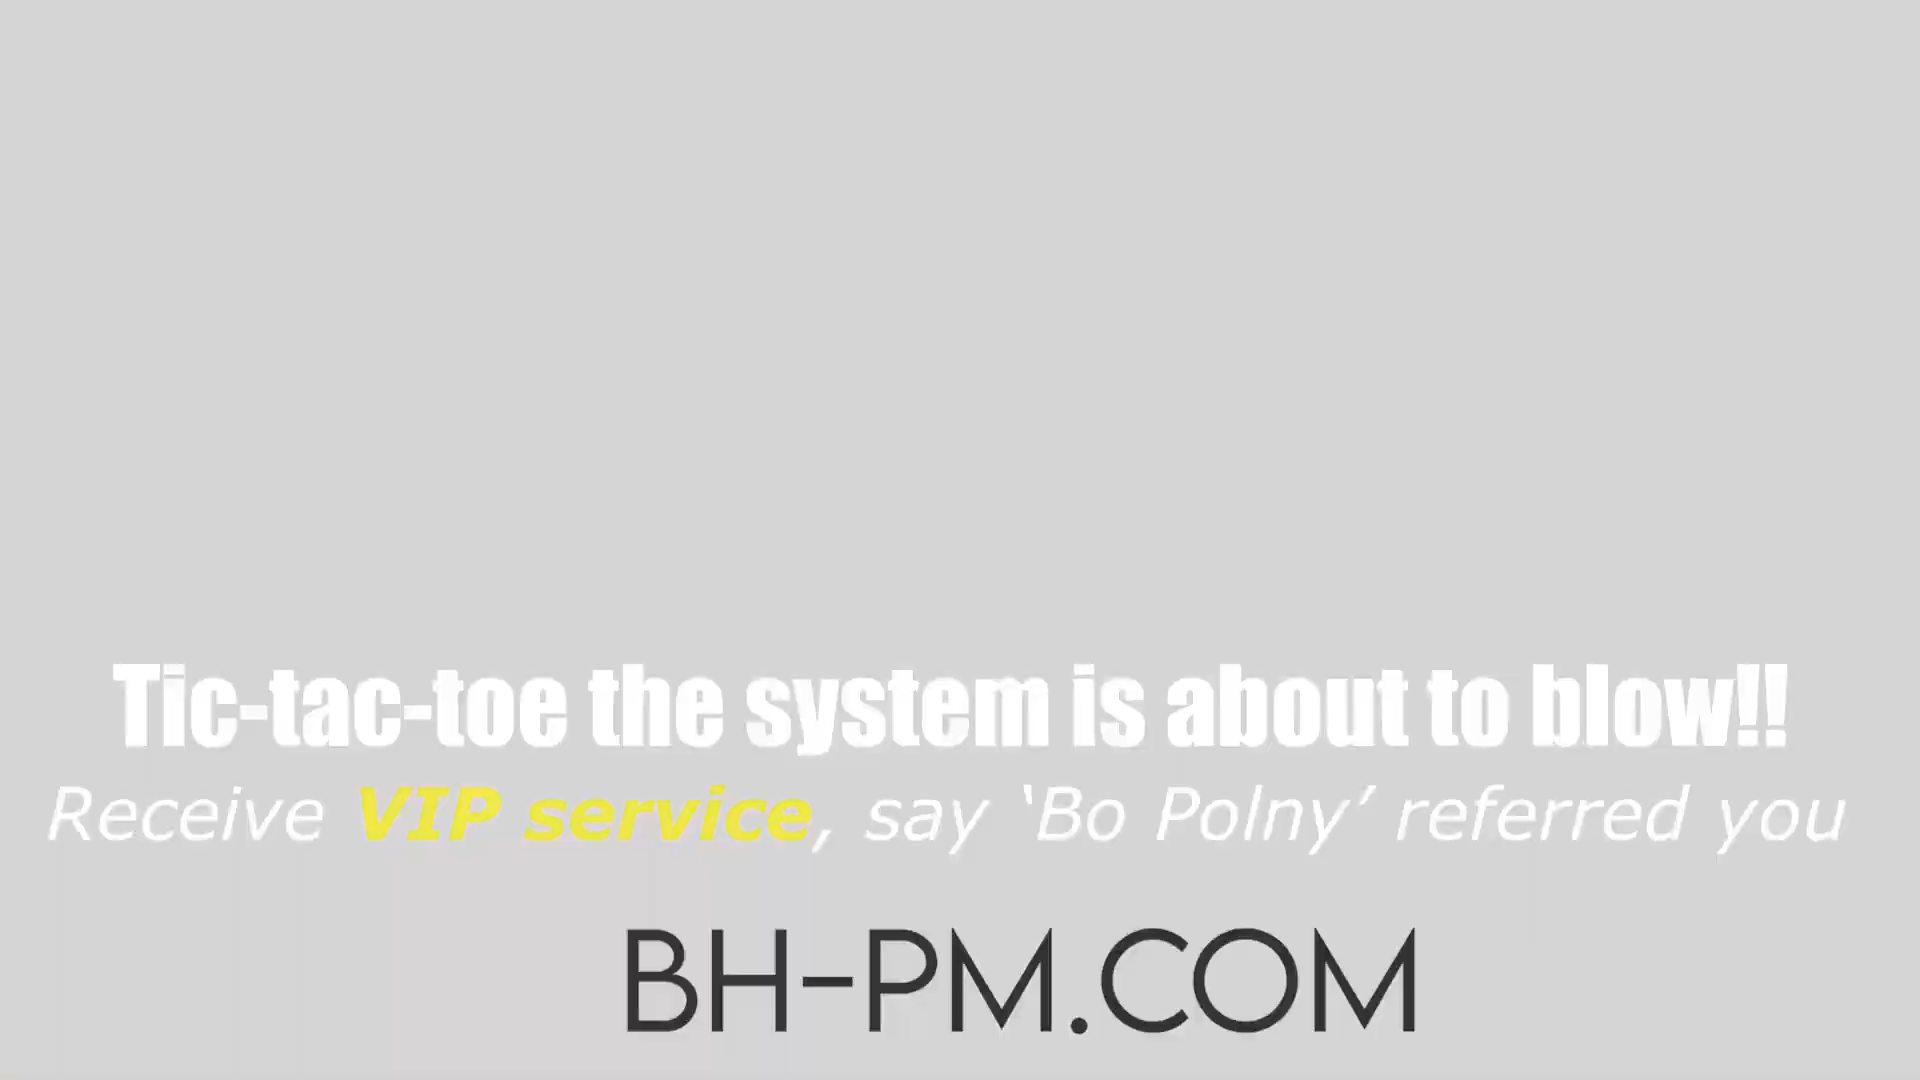 Tic-tac-toe the system is about to blow!!
Receive VIP service, say ‘Bo Polny’ referred you
BH-PM.COM